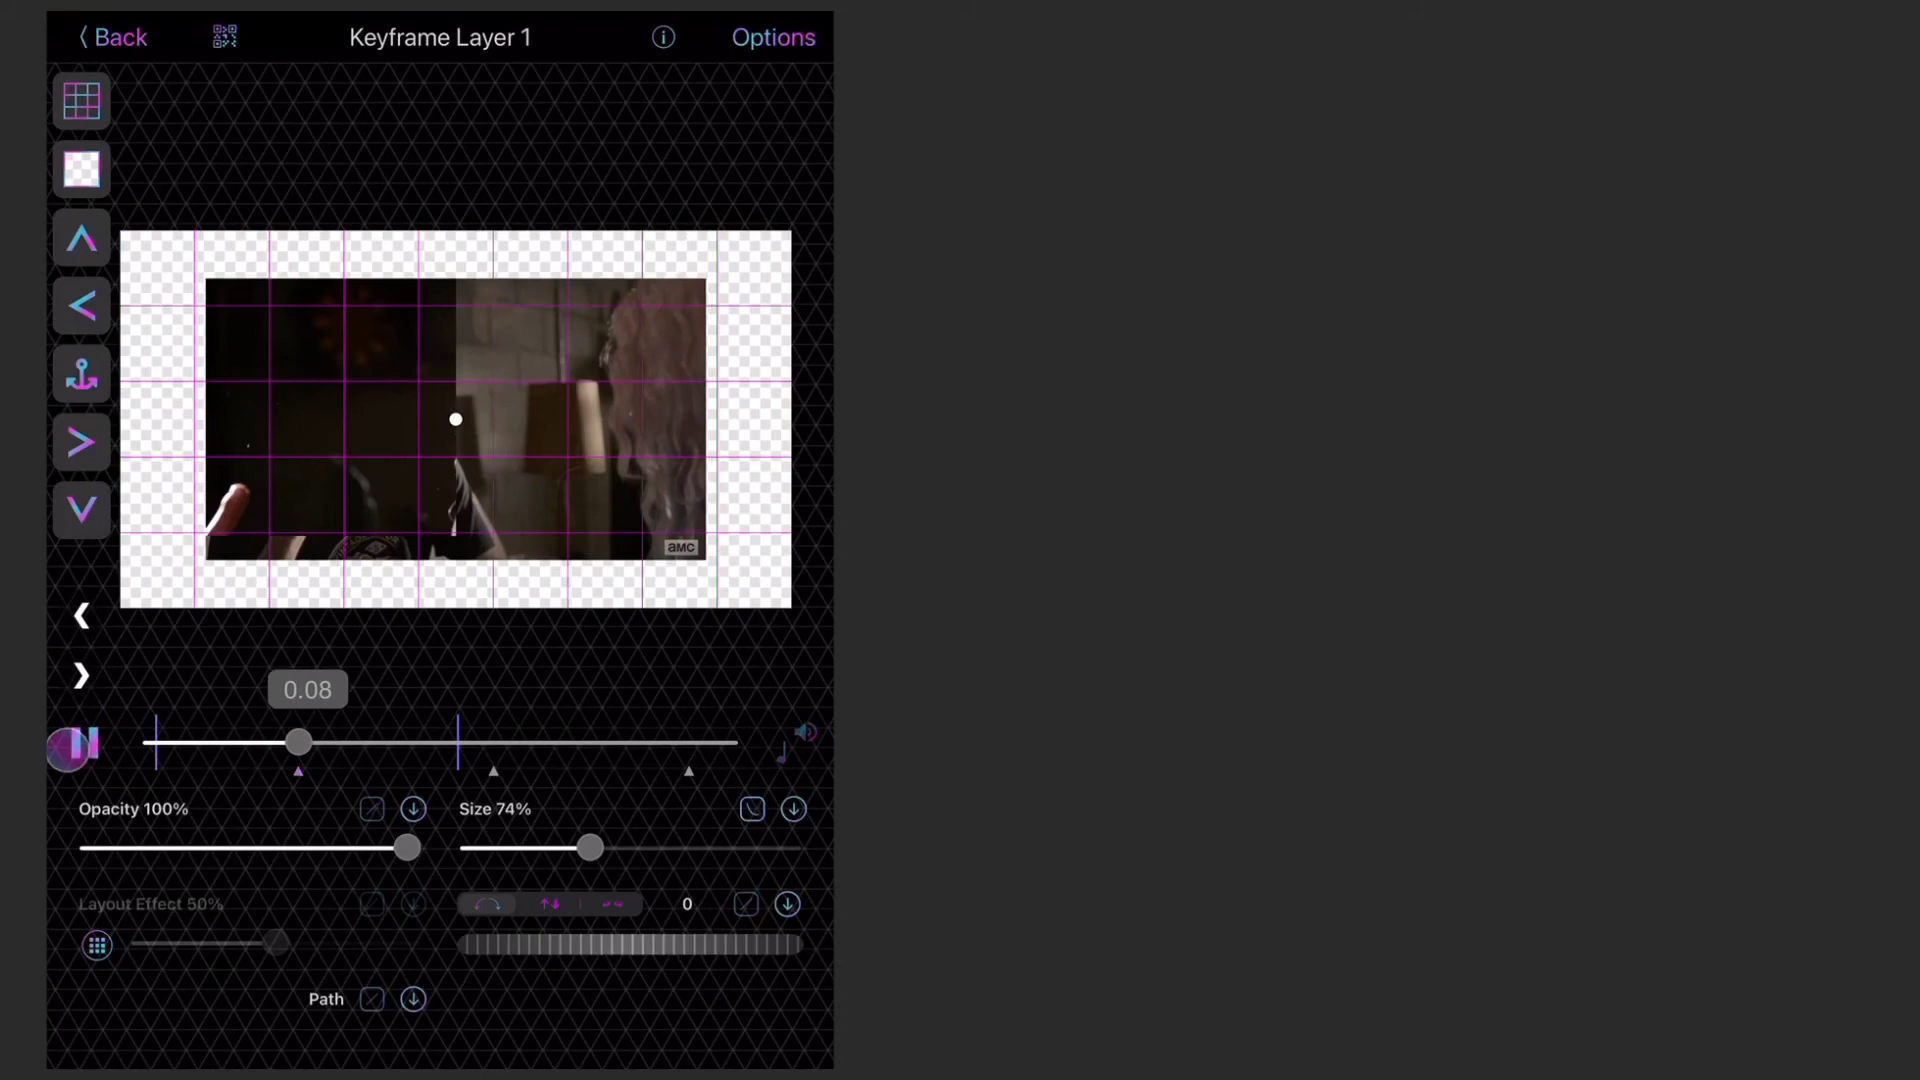 Back
Keyframe Layer 1
Options
amc
0.08
Opacity 100%
Size 74%
Layout Effect 50%
0
Path